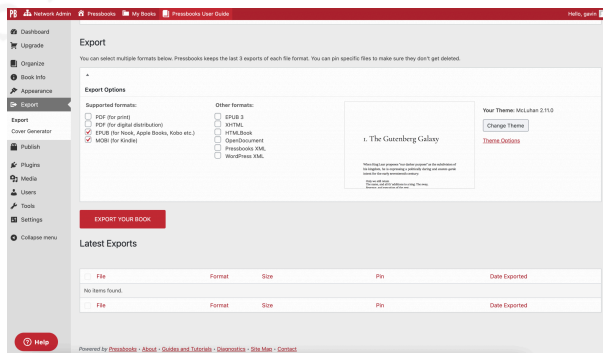 PB Network Admin Pressbooks My Books Pressbooks User Guide Hello, gavin
Dashboard
Upgrade
Organize
Book Info
Appearance
Export
Export
Cover Generator
Publish
Plugins
Media
Users
Tools
Settings
Collapse menu
Help
Export
You can select multiple formats below. Pressbooks keeps the last 3 exports of each file format. You can pin specific files to make sure they don't get deleted.
Export Options
Supported formats:
PDF (for print)
PDF (for digital distribution)
EPUB (for Nook, Apple Books, Kobo etc.)
MOBI (for Kindle)
Other formats:
EPUB 3
XHTML
HTMLBook
OpenDocument
Pressbooks XML
WordPress XML
1. The Gutenberg Galaxy
Your Theme: McLuhan 2.11.0
Change Theme
Theme Options
EXPORT YOUR BOOK
Latest Exports
File Format Size Pin Date Exported
No items found.
File Format Size Pin Date Exported
Powered by Pressbooks • About • Guides and Tutorials • Diagnostics • Site Map • Contact